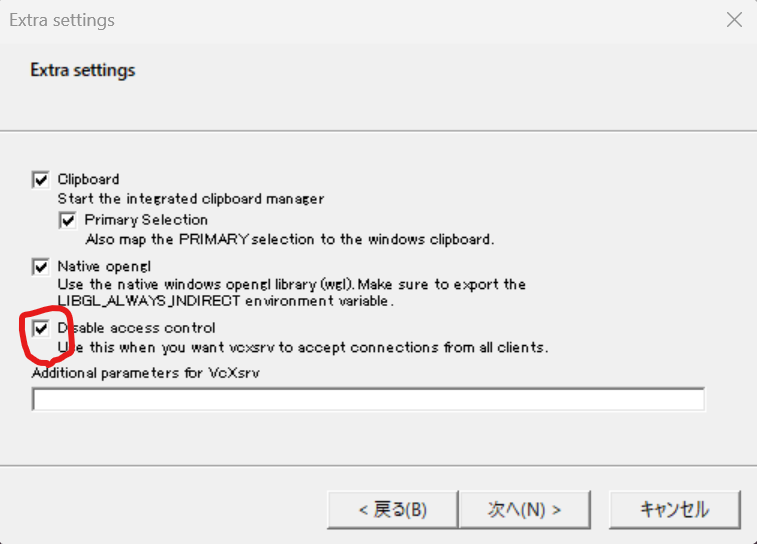 Extra settings
Extra settings
Clipboard
Start the integrated clipboard manager
Primary Selection
Also map the PRIMARY selection to the windows clipboard.
Native opengl
Use the native windows opengl library (wgl). Make sure to export the
LIBGL_ALWAYS_INDIRECT environment variable.
Disable access control
Use this when you want vcxsrv to accept connections from all clients.
Additional parameters for VcXsrv
< 戻る(B) 次へ(N) > キャンセル